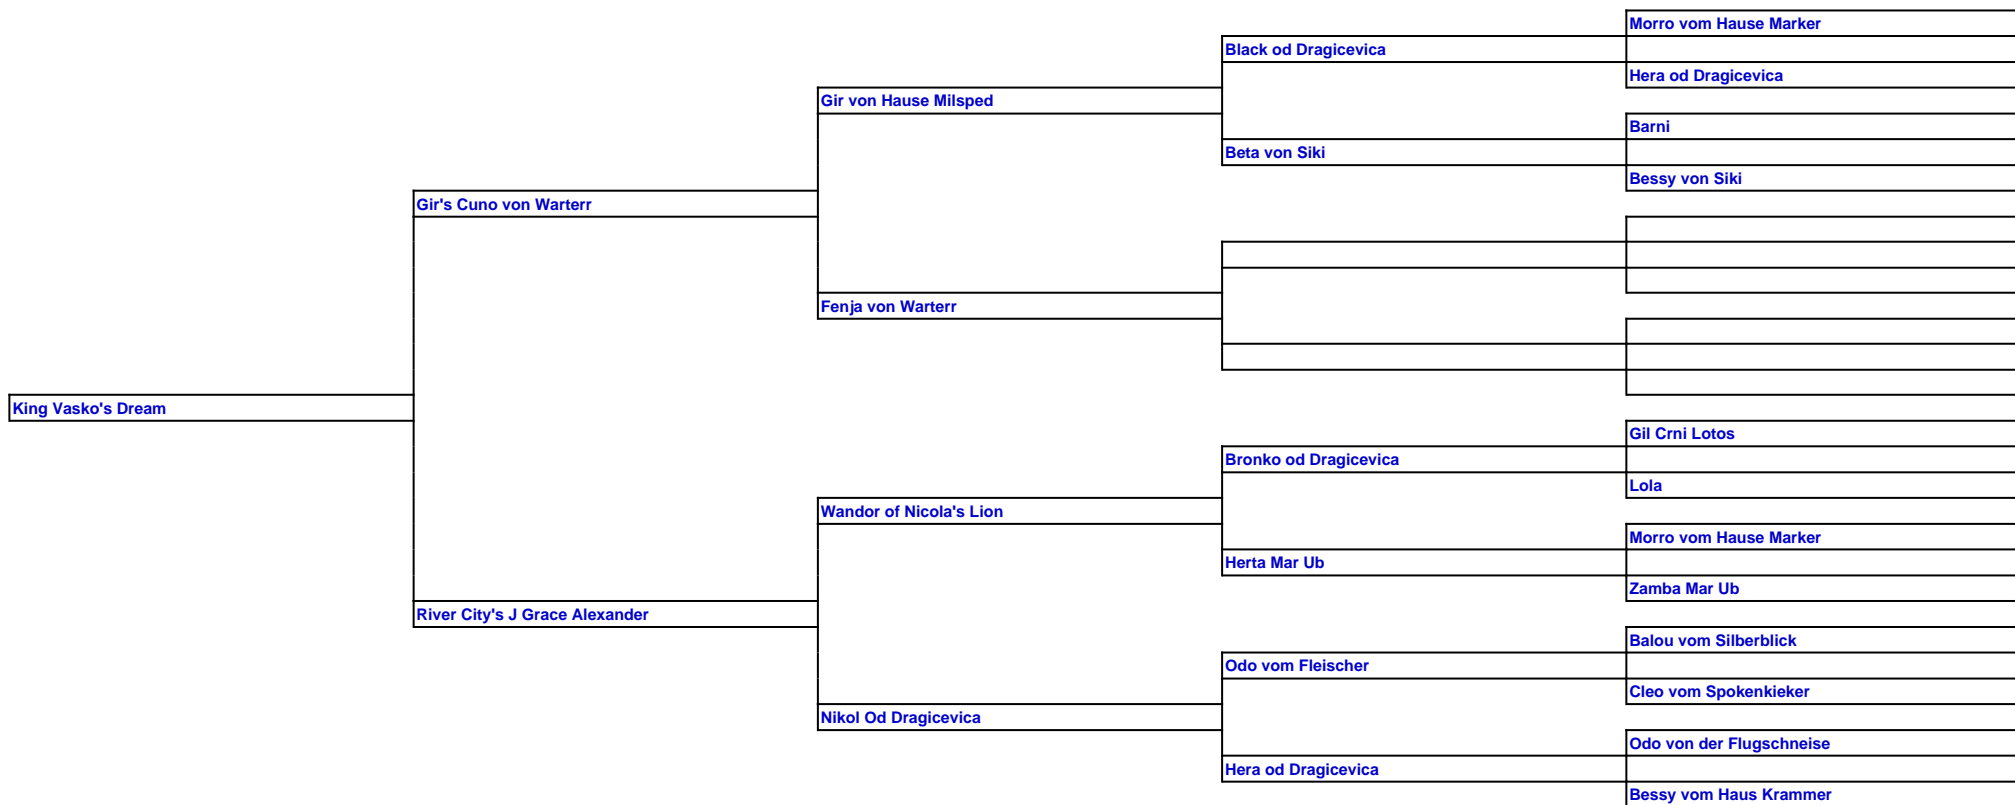 Morro vom Hause Marker
Black od Dragicevica
Hera od Dragicevica
Gir von Hause Milsped
Barni
Beta von Siki
Bessy von Siki
Gir's Cuno von Warterr
Fenja von Warterr
King Vasko's Dream
Gil Crni Lotos
Bronko od Dragicevica
Lola
Wandor of Nicola's Lion
Morro vom Hause Marker
Herta Mar Ub
Zamba Mar Ub
River City's J Grace Alexander
Balou vom Silberblick
Odo vom Fleischer
Cleo vom Spokenkieker
Nikol Od Dragicevica
Odo von der Flugschneise
Hera od Dragicevica
Bessy vom Haus Krammer